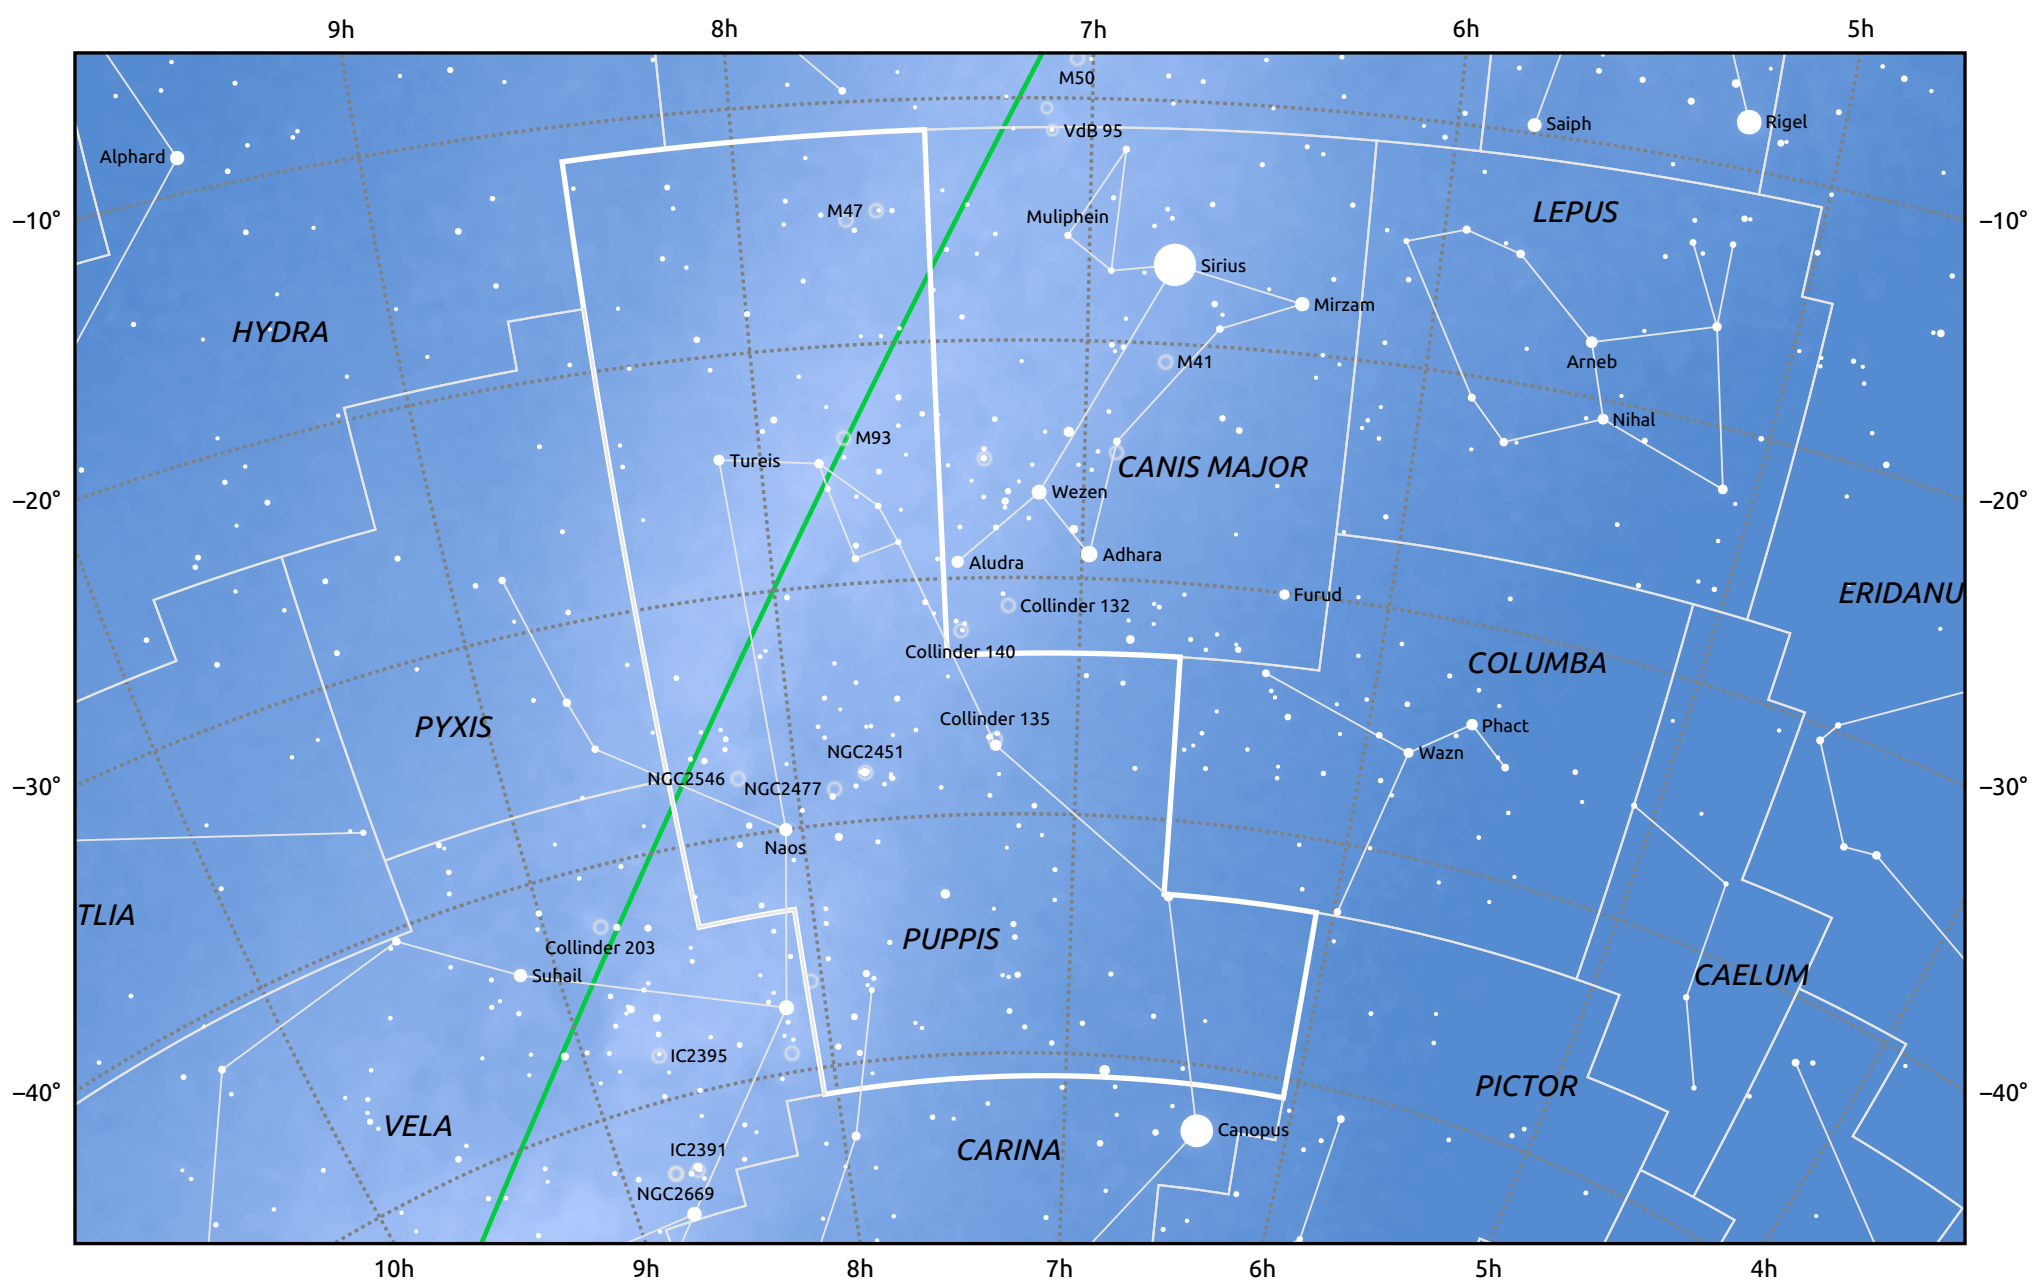 9h
8h
7h
6h
5h
M50
VdB 95
Saiph
Rigel
Alphard
M47
Muliphein
LEPUS
−10°
−10°
Sirius
Mirzam
HYDRA
M41
Arneb
M93
Nihal
Tureis
CANIS MAJOR
Wezen
−20°
−20°
Aludra
Adhara
Furud
ERIDANU
Collinder 132
Collinder 140
COLUMBA
PYXIS
Collinder 135
Phact
NGC2451
Wazn
NGC2546
NGC2477
−30°
−30°
Naos
TLIA
Collinder 203
PUPPIS
Suhail
CAELUM
IC2395
PICTOR
−40°
−40°
VELA
Canopus
IC2391
CARINA
NGC2669
10h
9h
8h
7h
6h
5h
4h